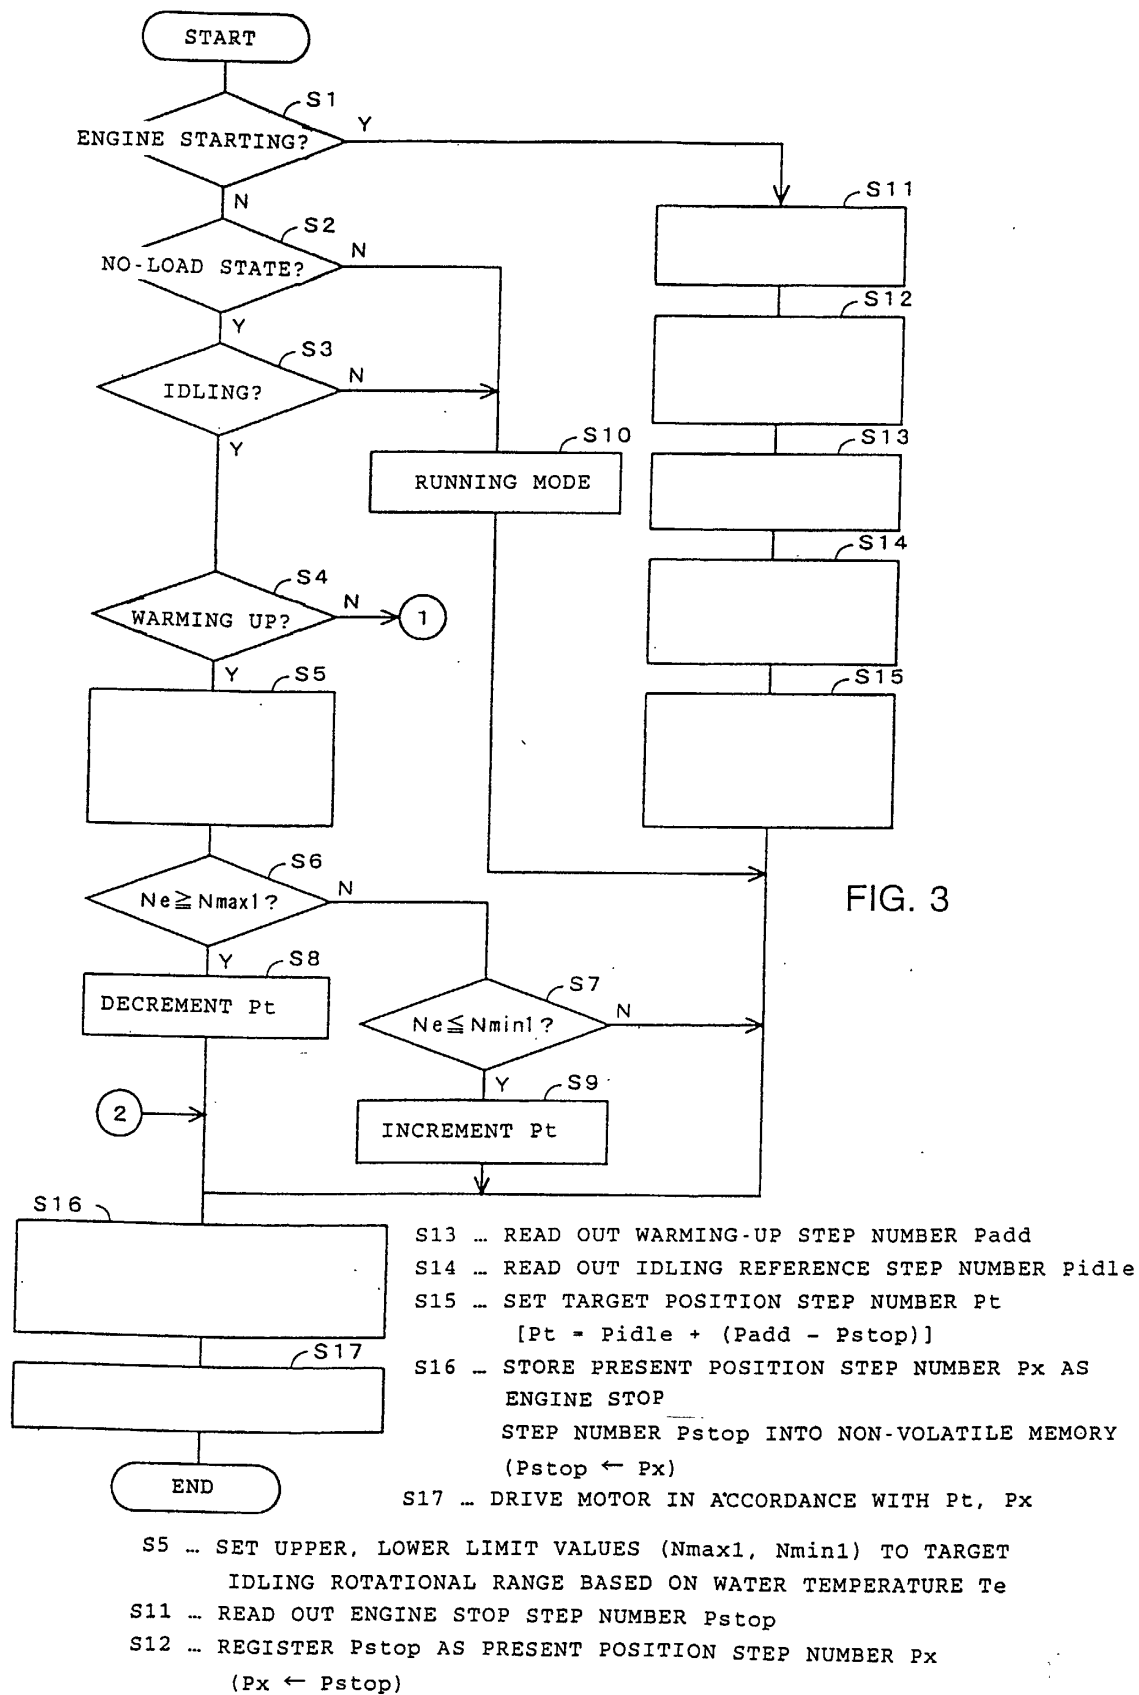 START
S1
Y
ENGINE STARTING?
S11
N
S2
N
NO-LOAD STATE?
S12
Y
S3
N
IDLING?
S13
Y
S10
RUNNING MODE
S14
S4
N
WARMING UP?
1
Y
S5
S15
S6
N
Ne≧Nmax1?
FIG. 3
Y
S8
DECREMENT Pt
S7
N
Ne≦Nmin1?
Y
S9
2
INCREMENT Pt
S16
S13 … READ OUT WARMING-UP STEP NUMBER Padd
S14 … READ OUT IDLING REFERENCE STEP NUMBER Pidle
S15 … SET TARGET POSITION STEP NUMBER Pt
[Pt = Pidle + (Padd – Pstop)]
S17
S16 … STORE PRESENT POSITION STEP NUMBER Px AS
ENGINE STOP
STEP NUMBER Pstop INTO NON-VOLATILE MEMORY
(Pstop ← Px)
END
S17 … DRIVE MOTOR IN ACCORDANCE WITH Pt, Px
S5 … SET UPPER, LOWER LIMIT VALUES (Nmax1, Nmin1) TO TARGET
IDLING ROTATIONAL RANGE BASED ON WATER TEMPERATURE Te
S11 … READ OUT ENGINE STOP STEP NUMBER Pstop
S12 … REGISTER Pstop AS PRESENT POSITION STEP NUMBER Px
(Px ← Pstop)